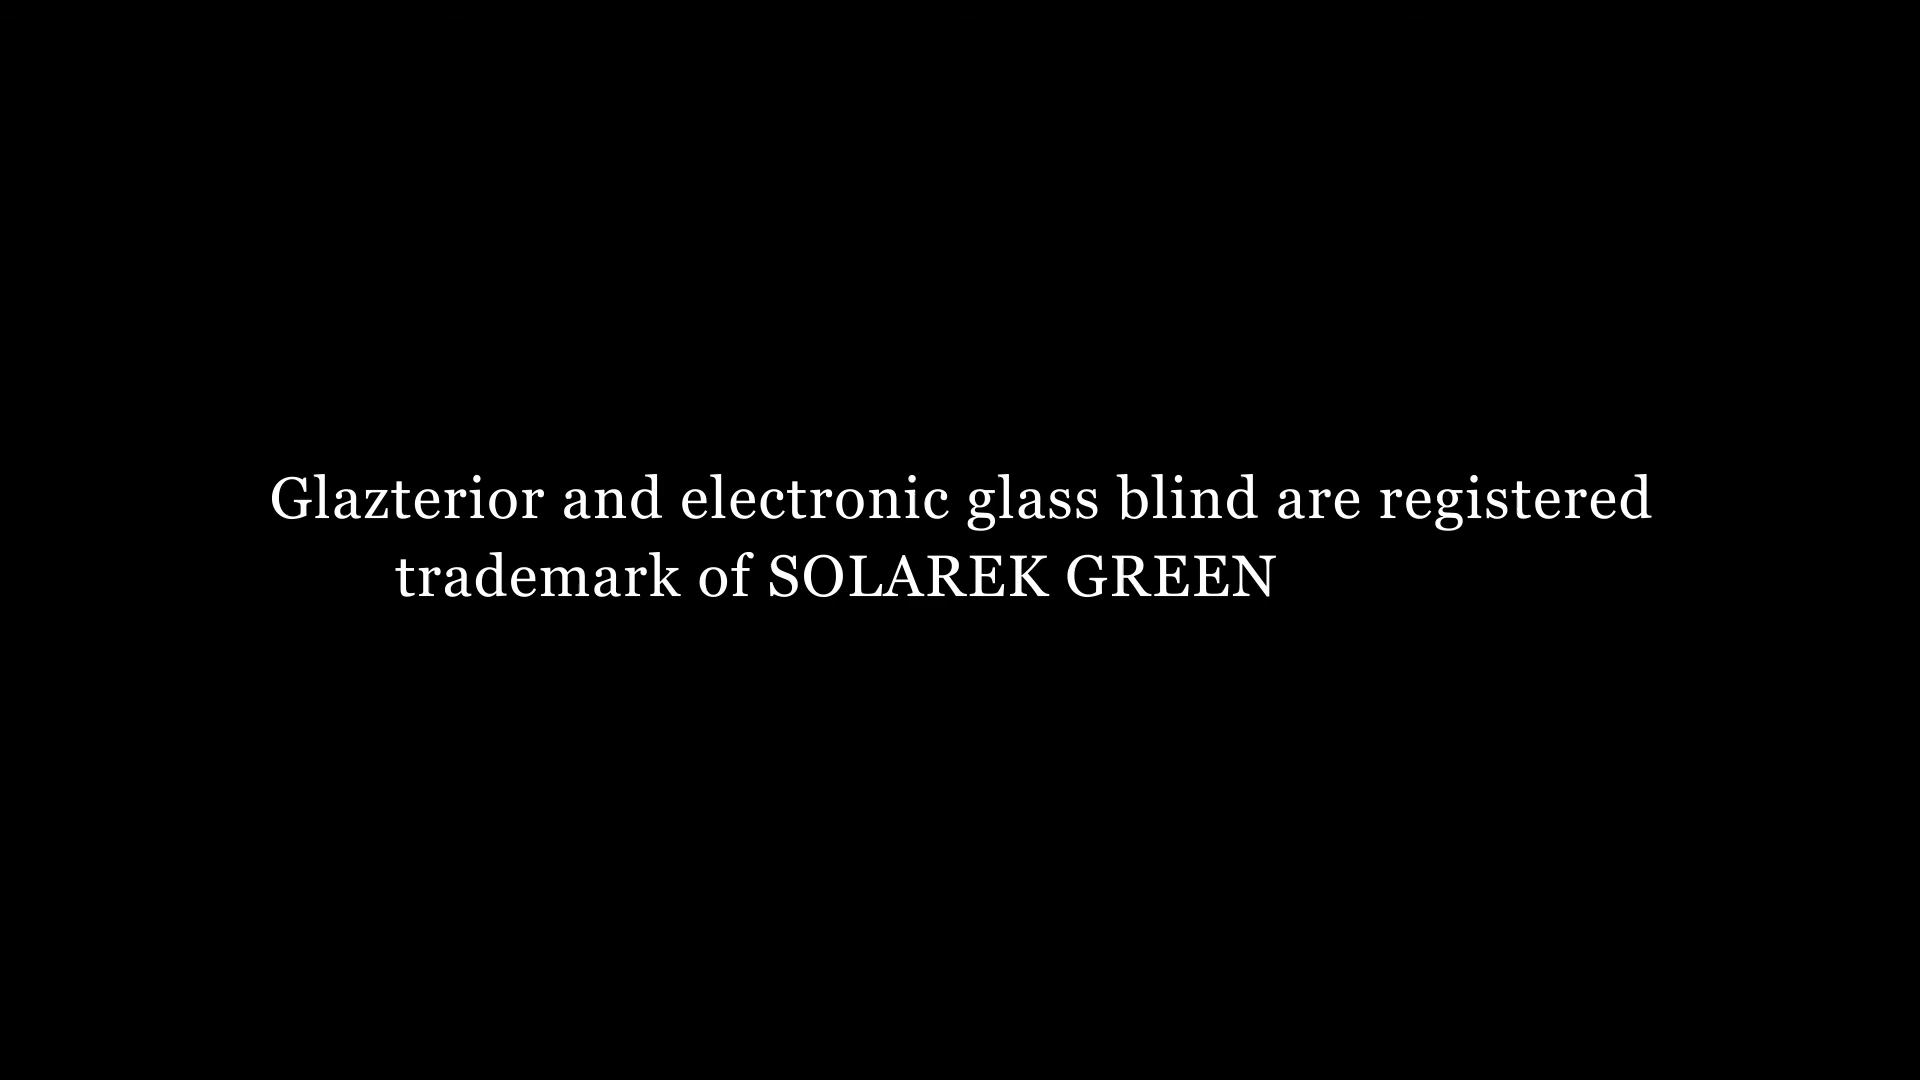 Glazterior and electronic glass blind are registered
trademark of SOLAREK GREEN